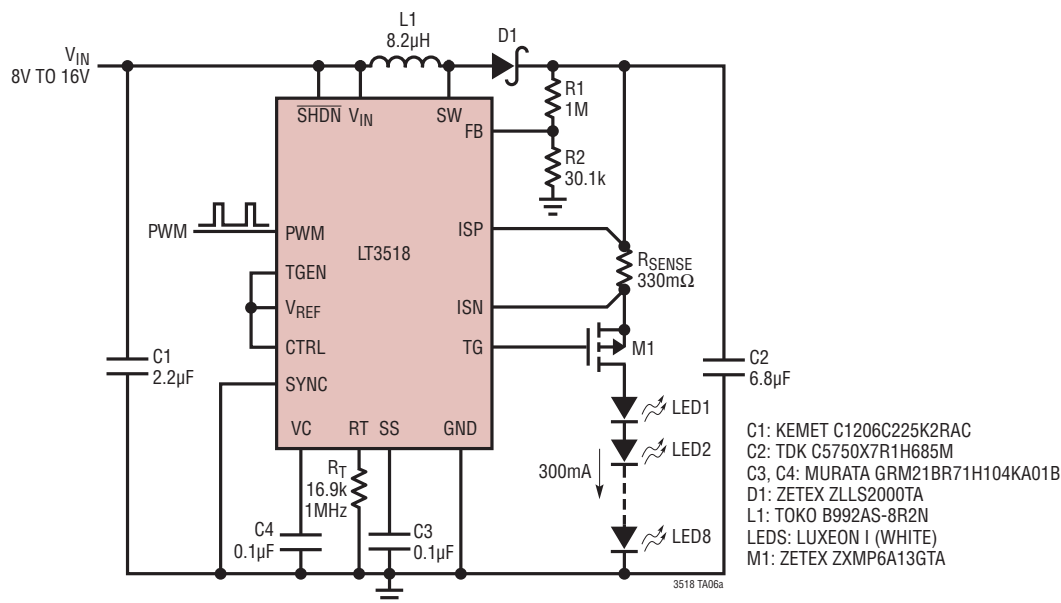 L1
8.2µH
D1
VIN
8V TO 16V
R1
1M
SHDN VIN SW
FB
R2
30.1k
PWM
PWM
ISP
LT3518
RSENSE
330mΩ
TGEN
VREF
ISN
CTRL
TG
M1
C1
2.2µF
C2
6.8µF
SYNC
LED1
VC RT SS GND
LED2
300mA
RT
16.9k
1MHz
C4
0.1µF
C3
0.1µF
LED8
3518 TA06a
C1: KEMET C1206C225K2RAC
C2: TDK C5750X7R1H685M
C3, C4: MURATA GRM21BR71H104KA01B
D1: ZETEX ZLLS2000TA
L1: TOKO B992AS-8R2N
LEDS: LUXEON I (WHITE)
M1: ZETEX ZXMP6A13GTA